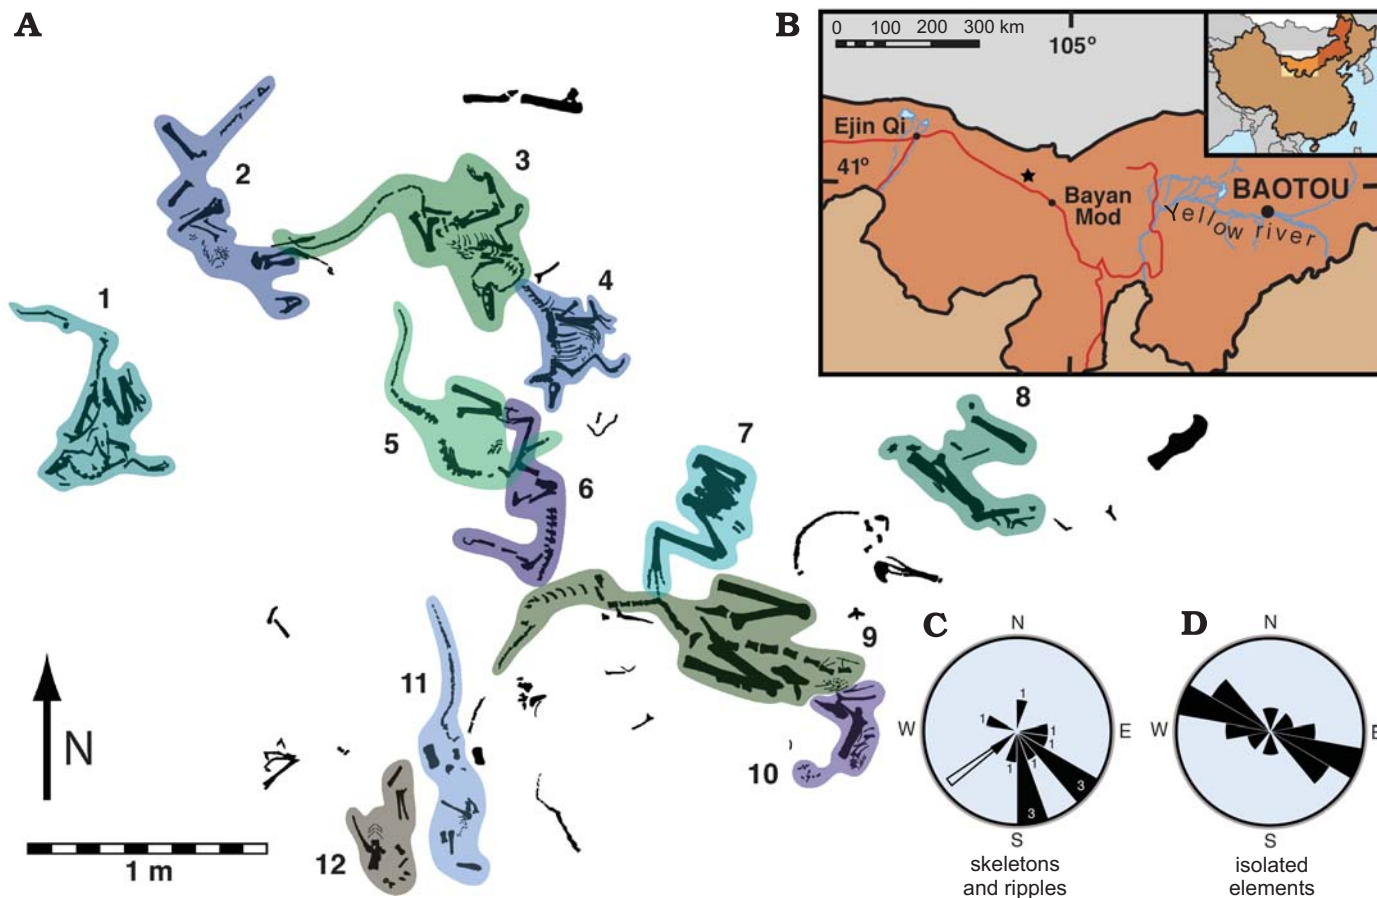 A
1
2
3
4
5
6
7
8
9
10
11
12
N
1 m
B
0 100 200 300 km
105°
Ejin Qi
41°
Bayan
Mod
BAOTOU
Yellow river
C
N
W
E
S
1
1
1
1
1
1
3
3
skeletons
and ripples
D
N
W
E
S
isolated
elements